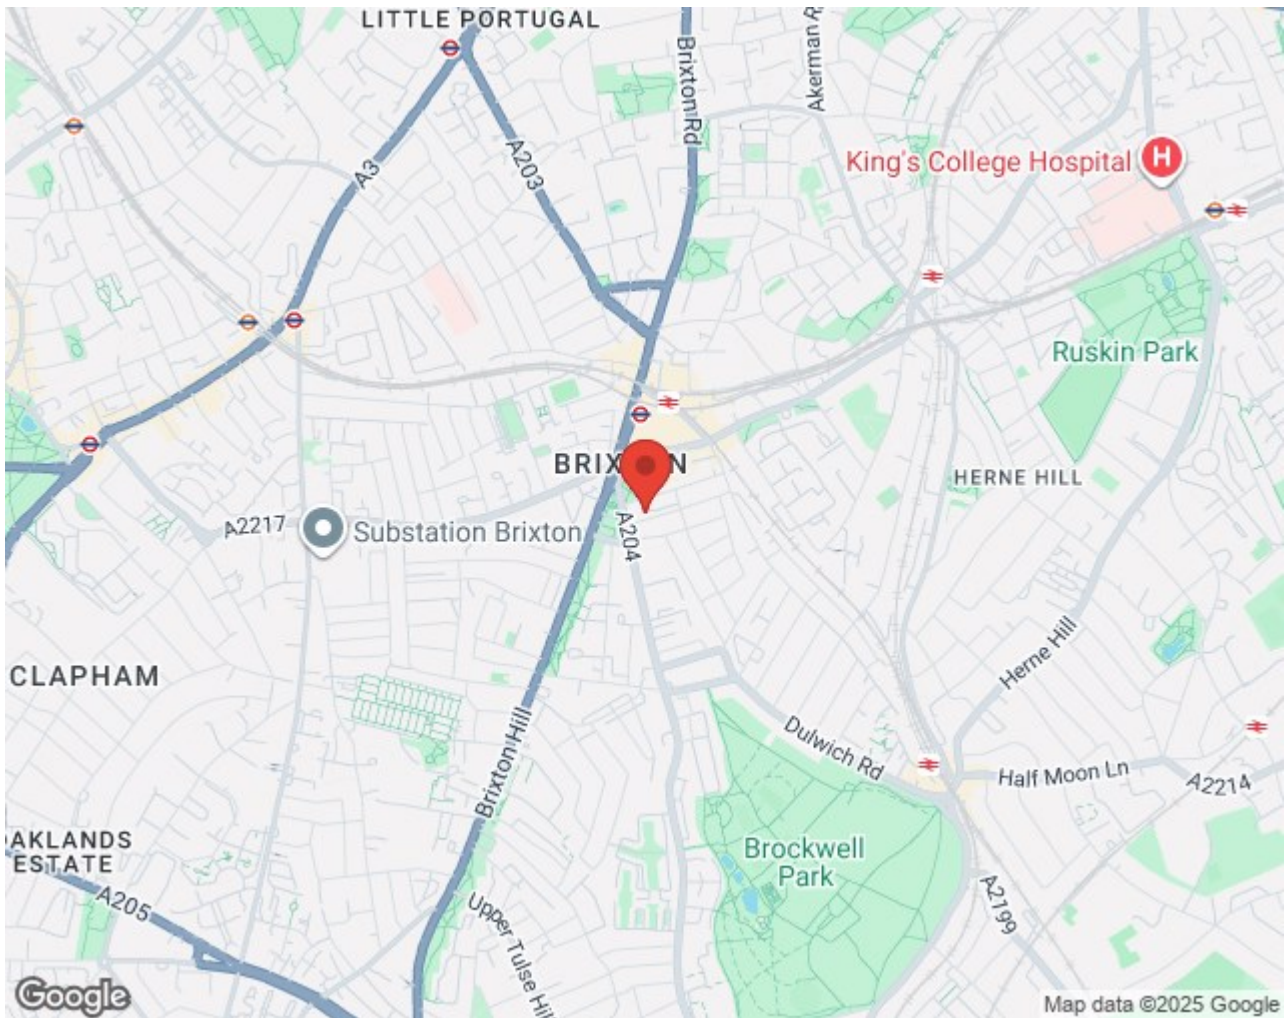 LITTLE PORTUGAL
Brixton Rd
Akerman R
A203
A3
King's College Hospital
H
Ruskin Park
BRIX N
HERNE HILL
A2217
Substation Brixton
A204
CLAPHAM
Herne Hill
Brixton Hill
Dulwich Rd
Half Moon Ln
A2214
AKLANDS
ESTATE
Brockwell
Park
A205
A2199
Upper Tulse Hil
Google
Map data ©2025 Google